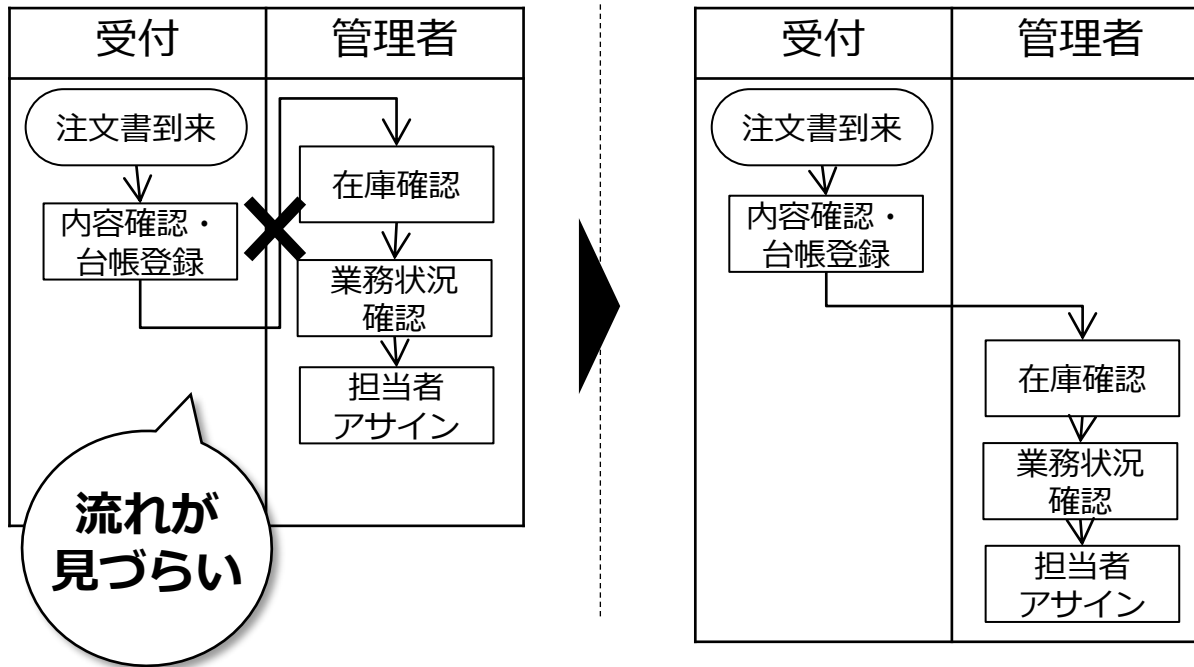 受付
管理者
注文書到来
内容確認・
台帳登録
在庫確認
業務状況
確認
担当者
アサイン
流れが
見づらい
受付
管理者
注文書到来
内容確認・
台帳登録
在庫確認
業務状況
確認
担当者
アサイン